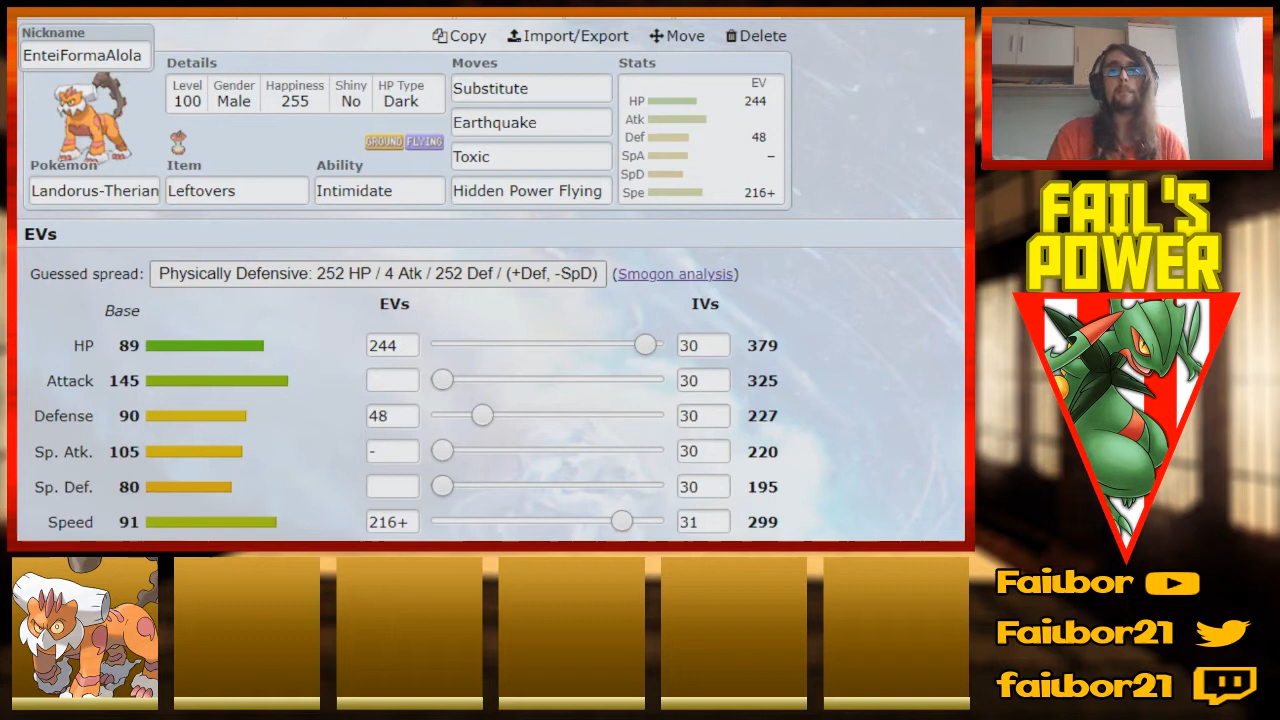 Nickname
EnteiFormaAlola
Copy Import/Export Move Delete
Details
Level Gender Happiness Shiny HP Type
100 Male 255 No Dark
GROUND FLYING
Pokémon Item Ability
Landorus-Therian Leftovers Intimidate
Moves
Substitute
Earthquake
Toxic
Hidden Power Flying
Stats
EV
HP 244
Atk
Def 48
SpA –
SpD
Spe 216+
EVs
Guessed spread: Physically Defensive: 252 HP / 4 Atk / 252 Def / (+Def, -SpD) (Smogon analysis)
Base EVs IVs
HP 89 244 30 379
Attack 145 30 325
Defense 90 48 30 227
Sp. Atk. 105 - 30 220
Sp. Def. 80 30 195
Speed 91 216+ 31 299
FAIL'S
POWER
Failbor
Failbor21
failbor21